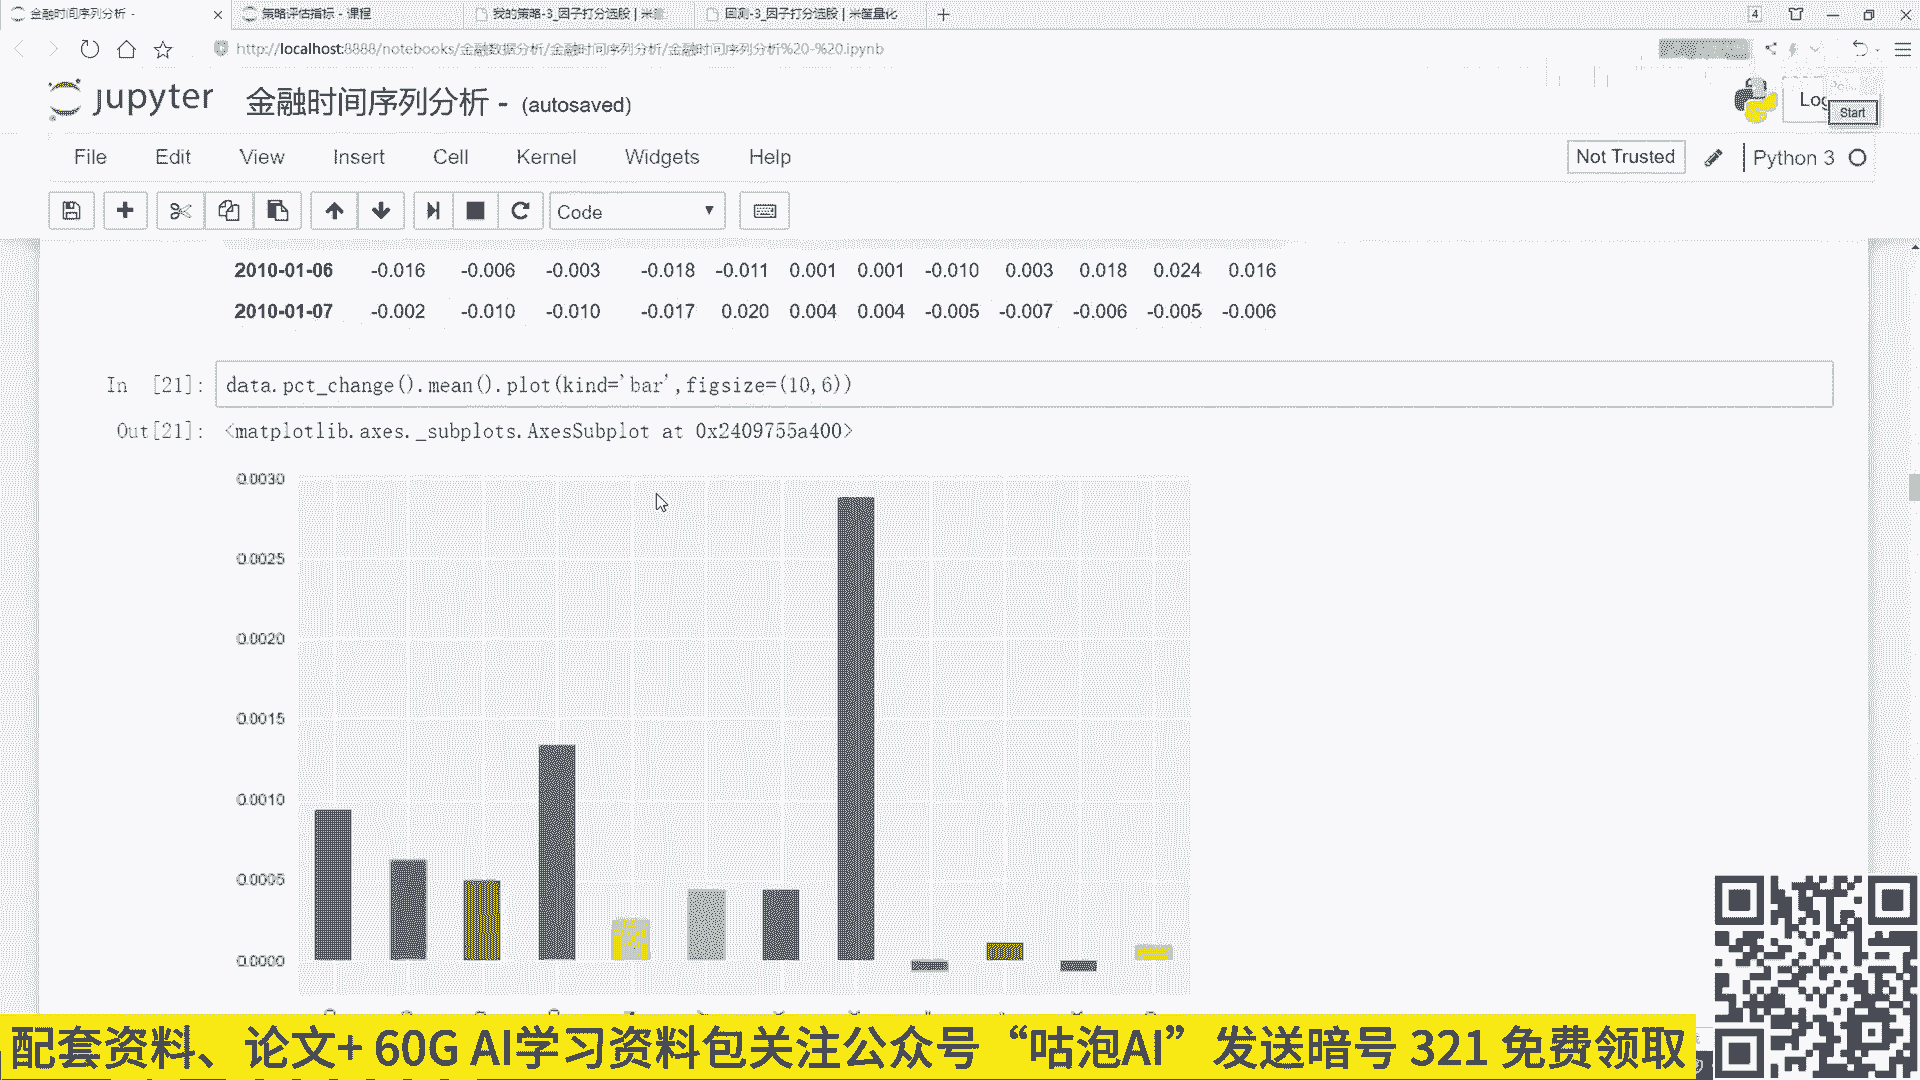 金融时间序列分析 -
策略评估指标 - 课程
我的策略-3_因子打分选股 | 米筐
回测-3_因子打分选股 | 米筐量化
4
http://localhost:8888/notebooks/金融数据分析/金融时间序列分析/金融时间序列分析%20-%20.ipynb
jupyter
金融时间序列分析 - (autosaved)
Start
File Edit View Insert Cell Kernel Widgets Help
Not Trusted
Python 3
Code
2010-01-06 -0.016 -0.006 -0.003 -0.018 -0.011 0.001 0.001 -0.010 0.003 0.018 0.024 0.016
2010-01-07 -0.002 -0.010 -0.010 -0.017 0.020 0.004 0.004 -0.005 -0.007 -0.006 -0.005 -0.006
In [21]: data.pct_change().mean().plot(kind='bar',figsize=(10,6))
Out[21]: <matplotlib.axes._subplots.AxesSubplot at 0x2409755a400>
0.0030
0.0025
0.0020
0.0015
0.0010
0.0005
0.0000
配套资料、论文+ 60G AI学习资料包关注公众号“咕泡AI”发送暗号 321 免费领取